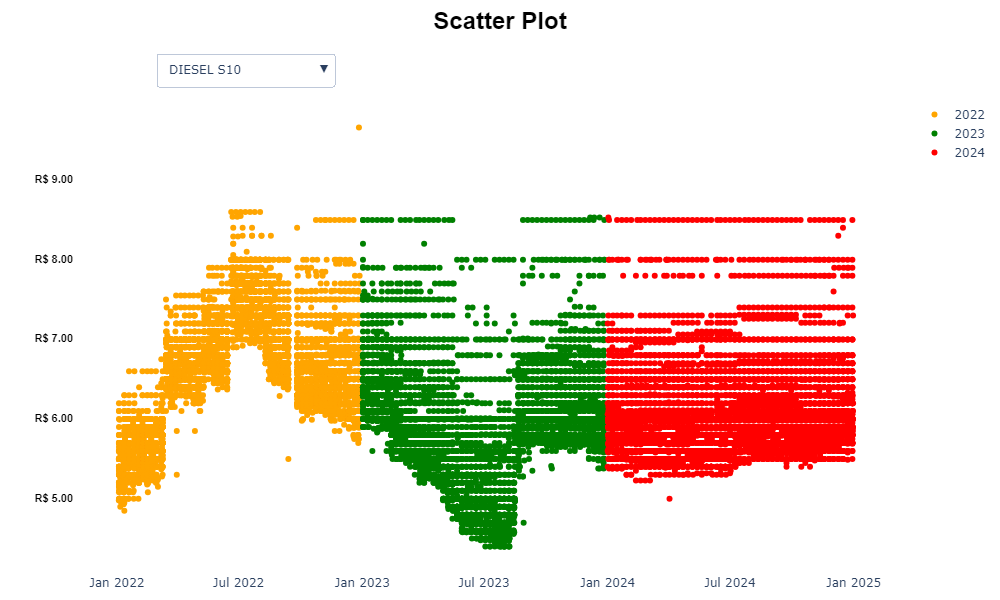 Scatter Plot
DIESEL S10
2022
2023
2024
R$ 9.00
R$ 8.00
R$ 7.00
R$ 6.00
R$ 5.00
Jan 2022 Jul 2022 Jan 2023 Jul 2023 Jan 2024 Jul 2024 Jan 2025